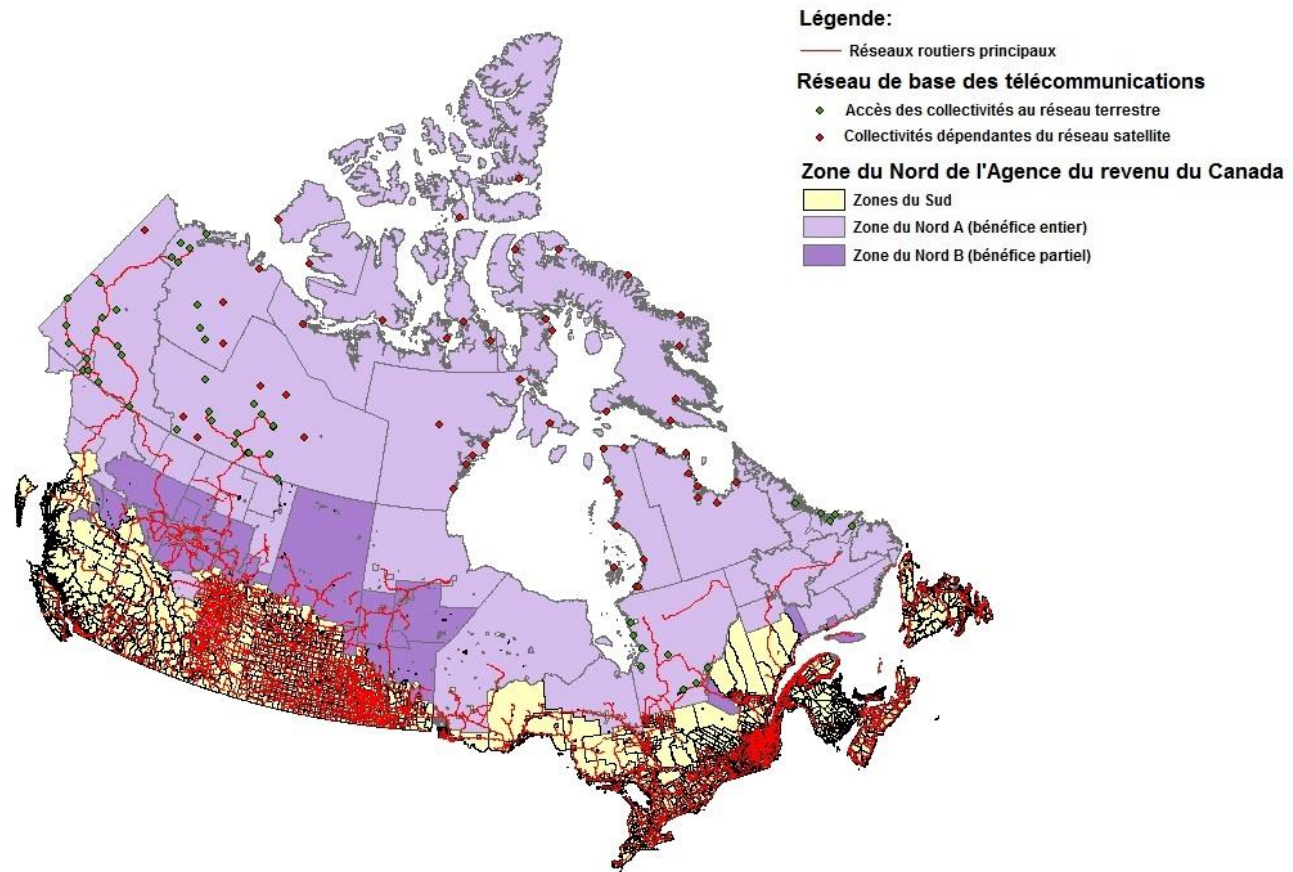 Légende:
Réseaux routiers principaux
Réseau de base des télécommunications
Accès des collectivités au réseau terrestre
Collectivités dépendantes du réseau satellite
Zone du Nord de l'Agence du revenu du Canada
Zones du Sud
Zone du Nord A (bénéfice entier)
Zone du Nord B (bénéfice partiel)